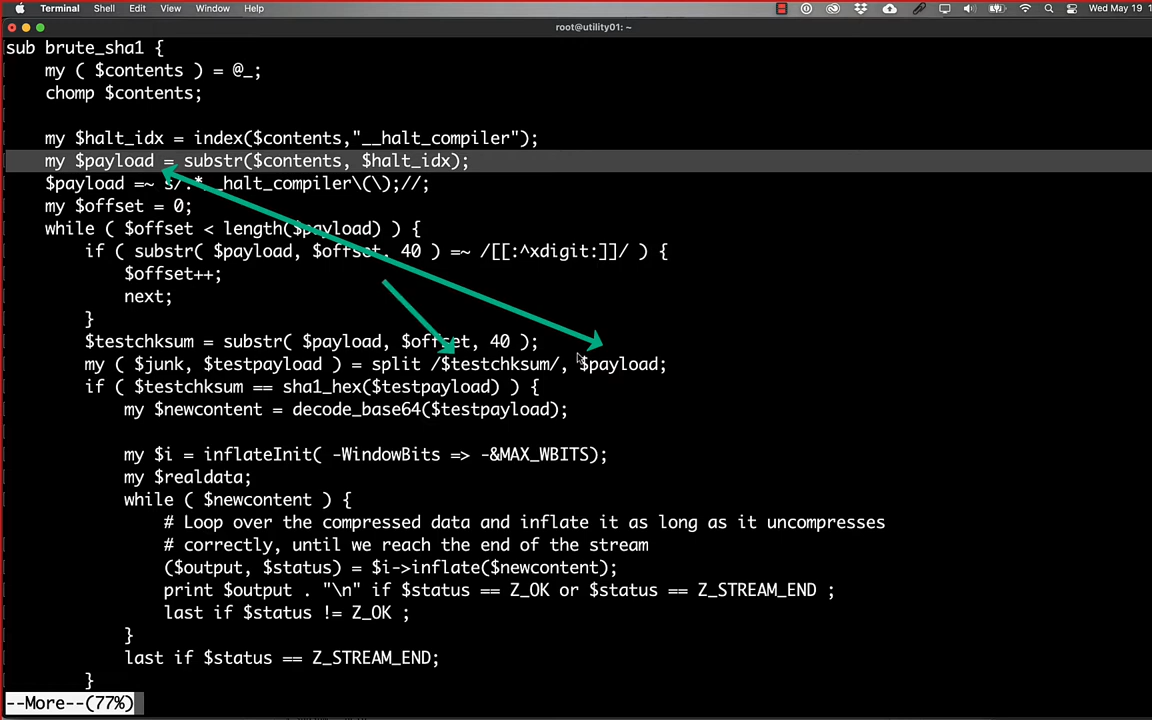 Terminal Shell Edit View Window Help Wed May 19 1
root@utility01: ~
sub brute_sha1 {
    my ( $contents ) = @_;
    chomp $contents;
    my $halt_idx = index($contents,"__halt_compiler");
    my $payload = substr($contents, $halt_idx);
    $payload =~ s/.*__halt_compiler\(\);//;
    my $offset = 0;
    while ( $offset < length($payload) ) {
        if ( substr( $payload, $offset, 40 ) =~ /[[:^xdigit:]]/ ) {
            $offset++;
            next;
        }
        $testchksum = substr( $payload, $offset, 40 );
        my ( $junk, $testpayload ) = split /$testchksum/, $payload;
        if ( $testchksum == sha1_hex($testpayload) ) {
            my $newcontent = decode_base64($testpayload);
            my $i = inflateInit( -WindowBits => -&MAX_WBITS);
            my $realdata;
            while ( $newcontent ) {
                # Loop over the compressed data and inflate it as long as it uncompresses
                # correctly, until we reach the end of the stream
                ($output, $status) = $i->inflate($newcontent);
                print $output . "\n" if $status == Z_OK or $status == Z_STREAM_END ;
                last if $status != Z_OK ;
            }
            last if $status == Z_STREAM_END;
        }
--More--(77%)